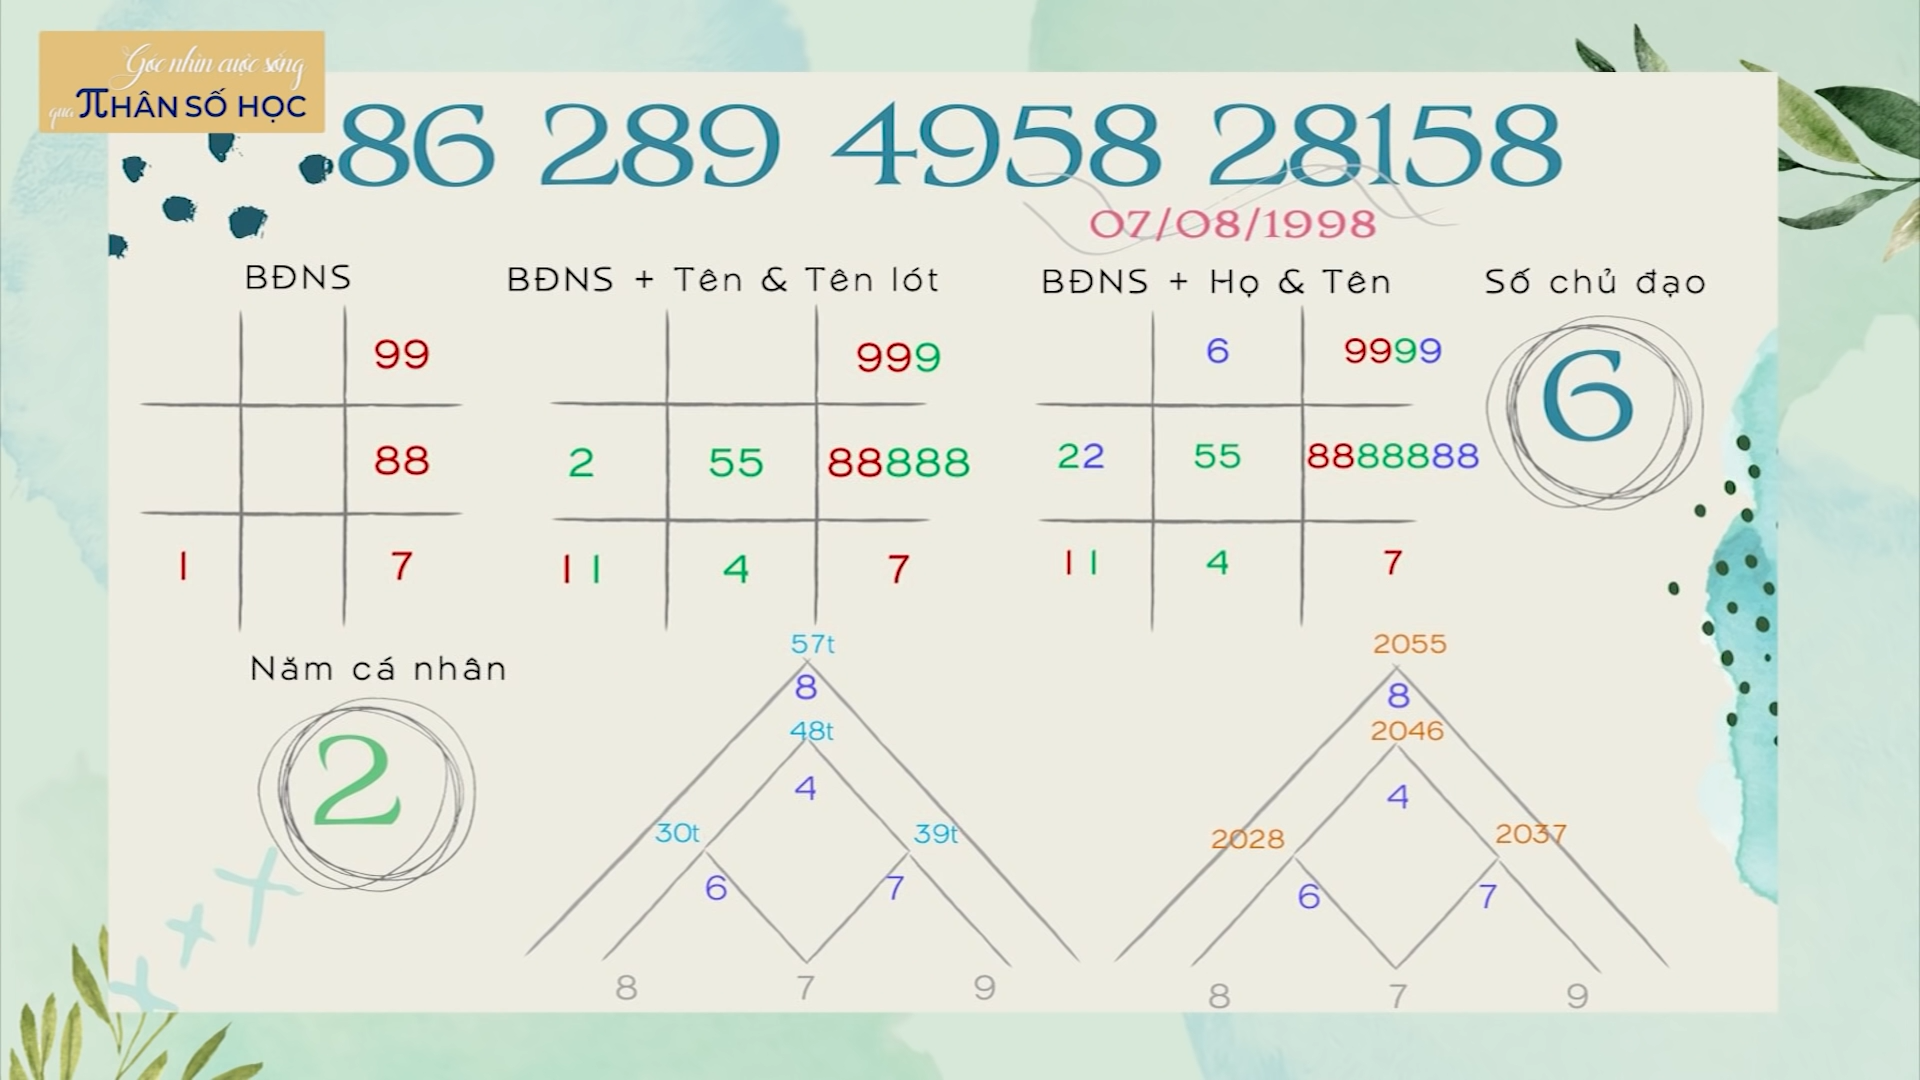 Góc nhìn cuộc sống
qua NHÂN SỐ HỌC
86 289 4958 28158
07/08/1998
BĐNS
99
88
1 7
BĐNS + Tên & Tên lót
999
2 55 88888
11 4 7
BĐNS + Họ & Tên
6 9999
22 55 8888888
11 4 7
Số chủ đạo
6
Năm cá nhân
2
57t
8
48t
4
30t 39t
6 7
8 7 9
2055
8
2046
4
2028 2037
6 7
8 7 9